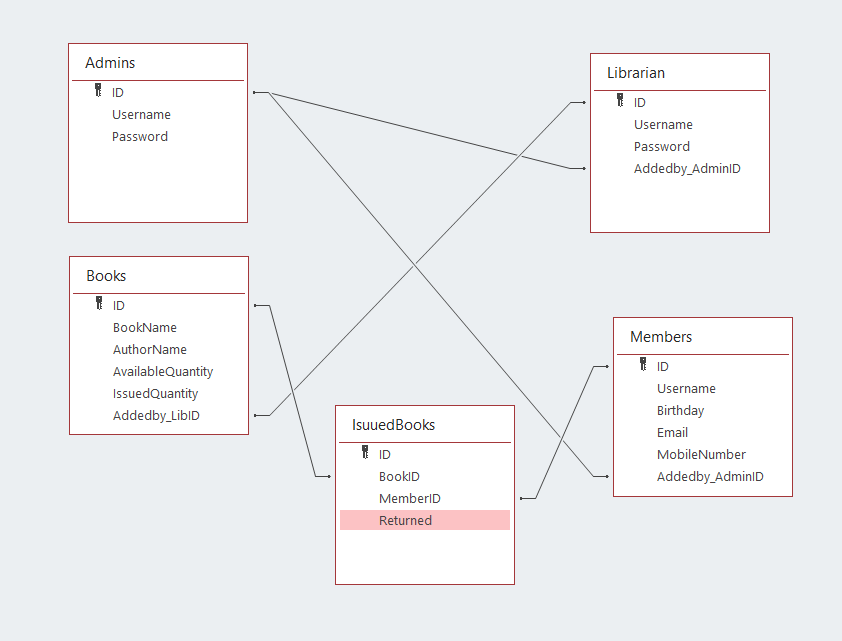 Admins
ID
Username
Password
Librarian
ID
Username
Password
Addedby_AdminID
Books
ID
BookName
AuthorName
AvailableQuantity
IssuedQuantity
Addedby_LibID
Members
ID
Username
Birthday
Email
MobileNumber
Addedby_AdminID
IsuuedBooks
ID
BookID
MemberID
Returned